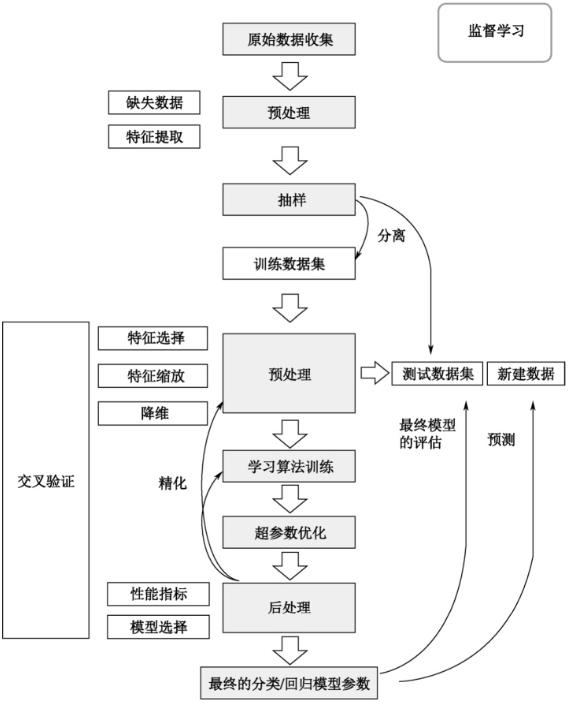 原始数据收集
监督学习
缺失数据
特征提取
预处理
抽样
分离
训练数据集
特征选择
特征缩放
降维
预处理
测试数据集
新建数据
最终模型
的评估
预测
交叉验证
精化
学习算法训练
超参数优化
性能指标
模型选择
后处理
最终的分类/回归模型参数